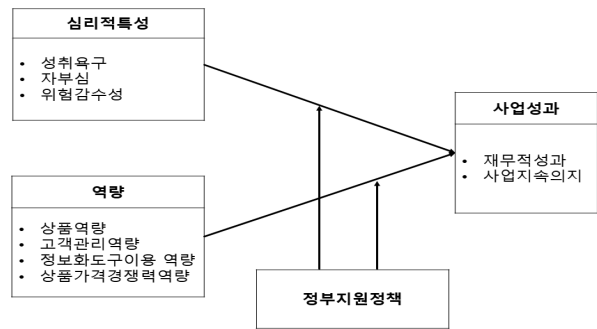 심리적특성
• 성취욕구
• 자부심
• 위험감수성
사업성과
• 재무적성과
• 사업지속의지
역량
• 상품역량
• 고객관리역량
• 정보화도구이용 역량
• 상품가격경쟁력역량
정부지원정책